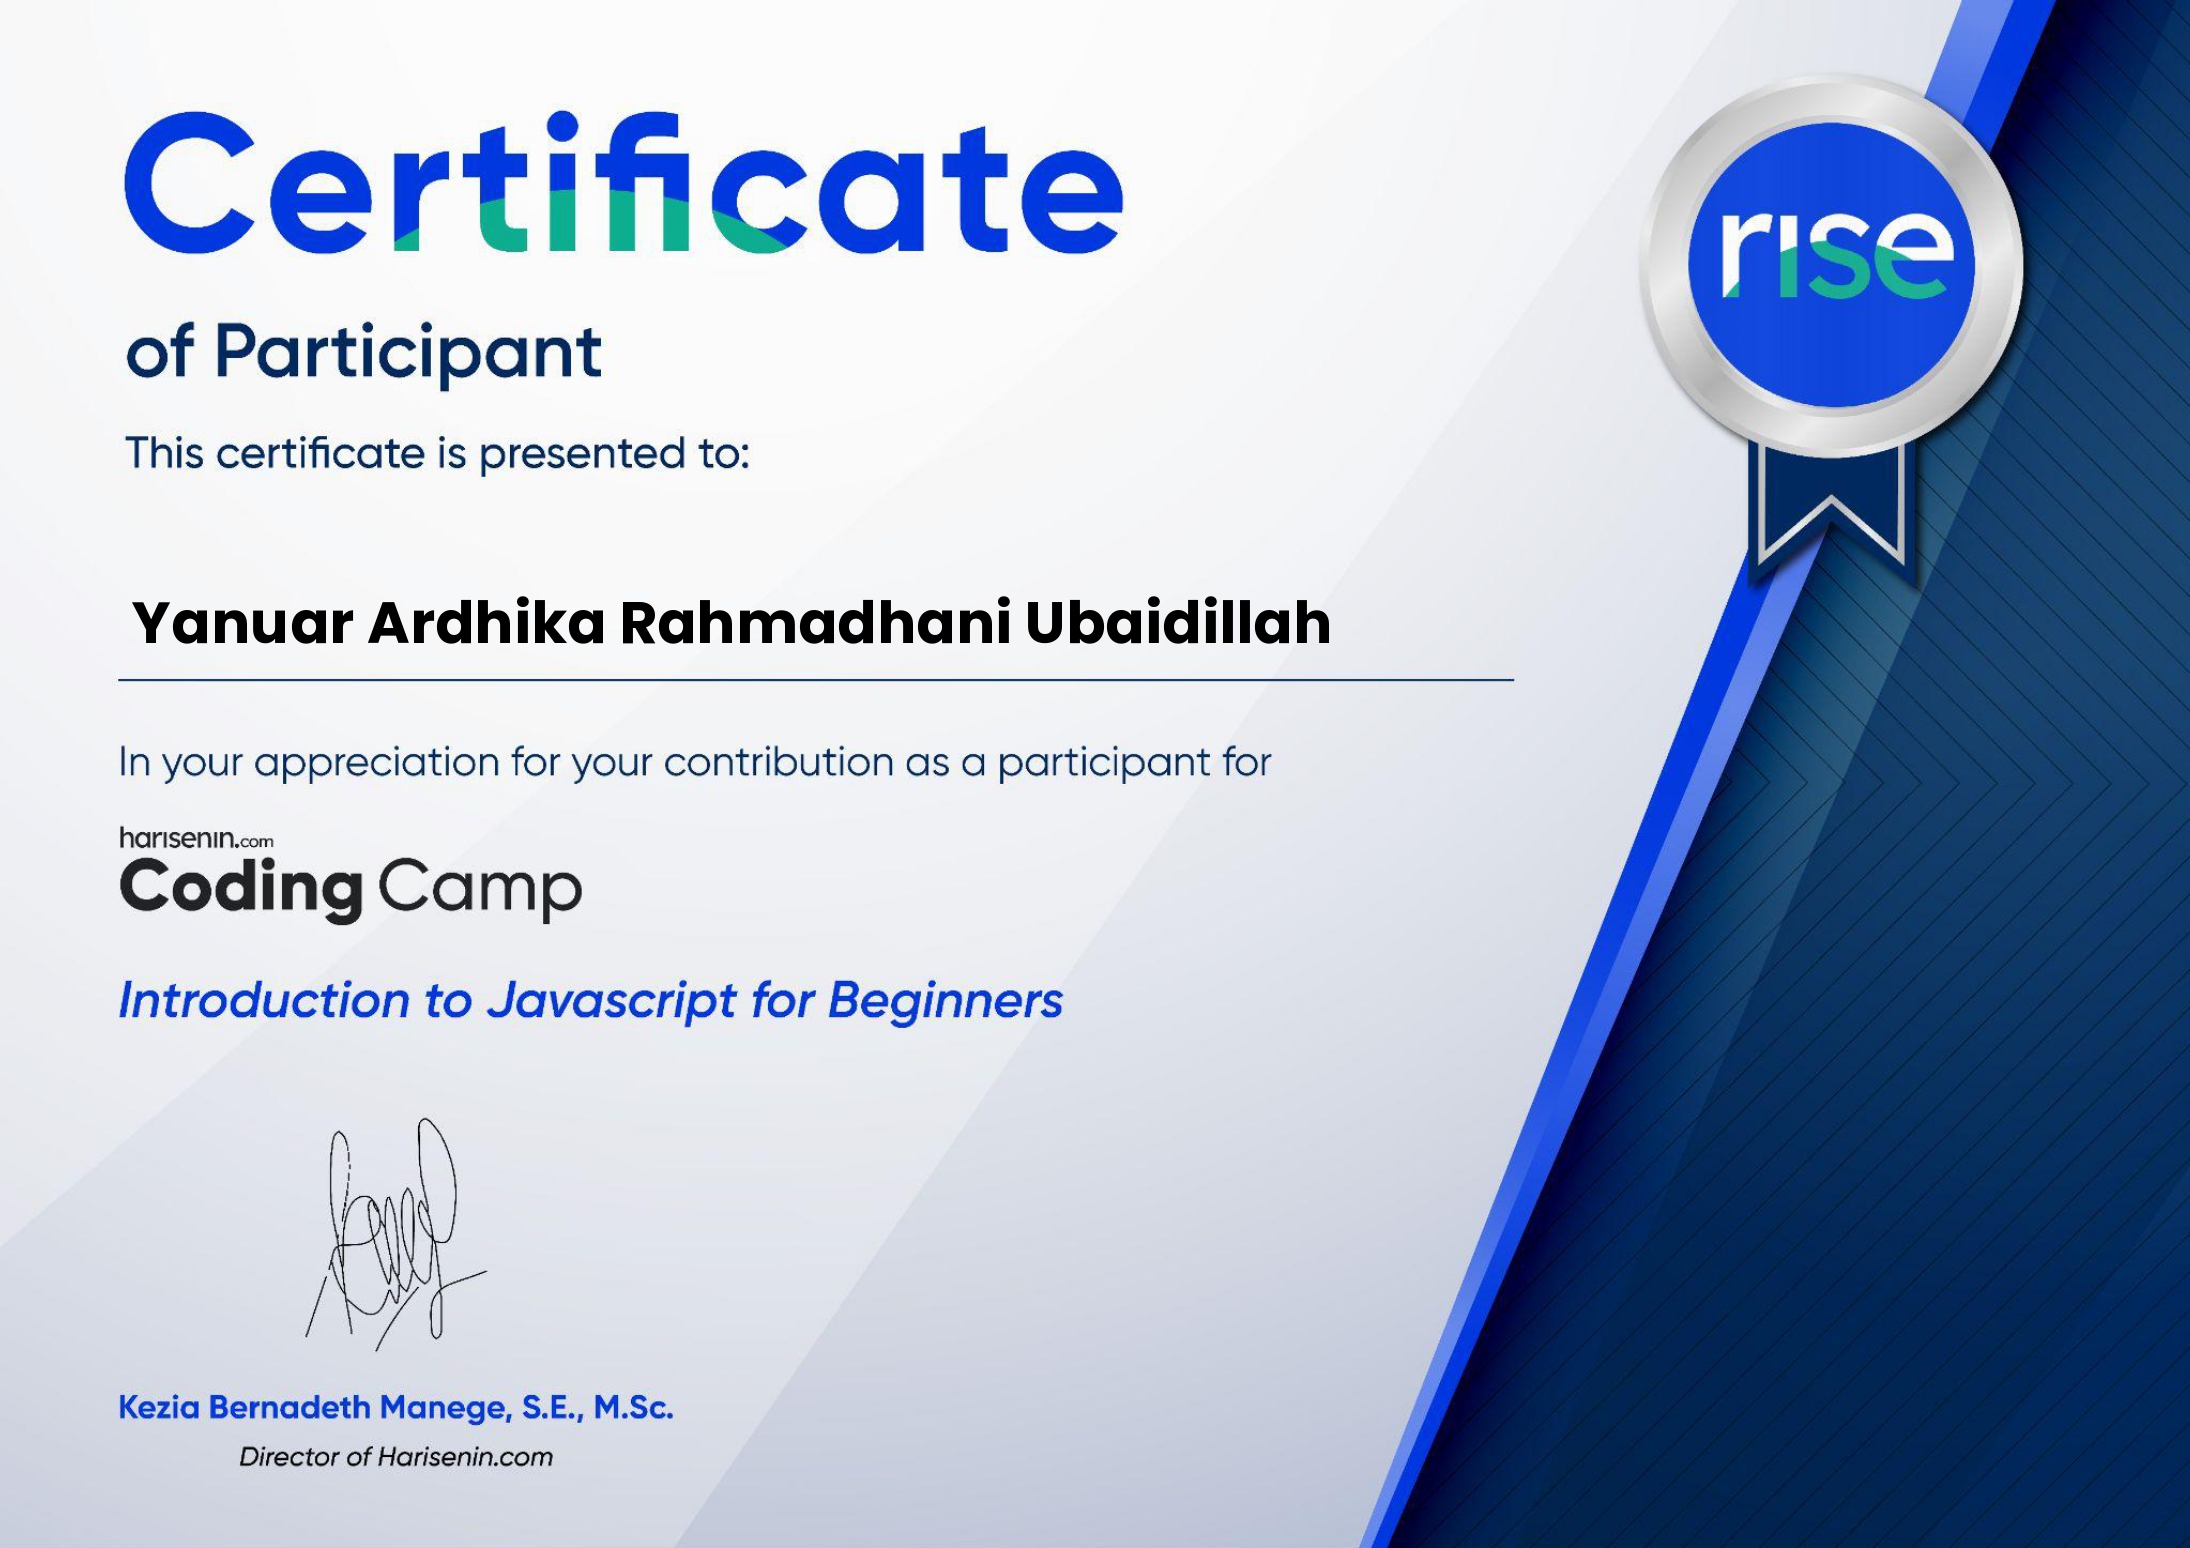 Certificate
of Participant
This certificate is presented to:
Yanuar Ardhika Rahmadhani Ubaidillah
In your appreciation for your contribution as a participant for
harisenin.com
Coding Camp
Introduction to Javascript for Beginners
Kezia Bernadeth Manege, S.E., M.Sc.
Director of Harisenin.com
rise